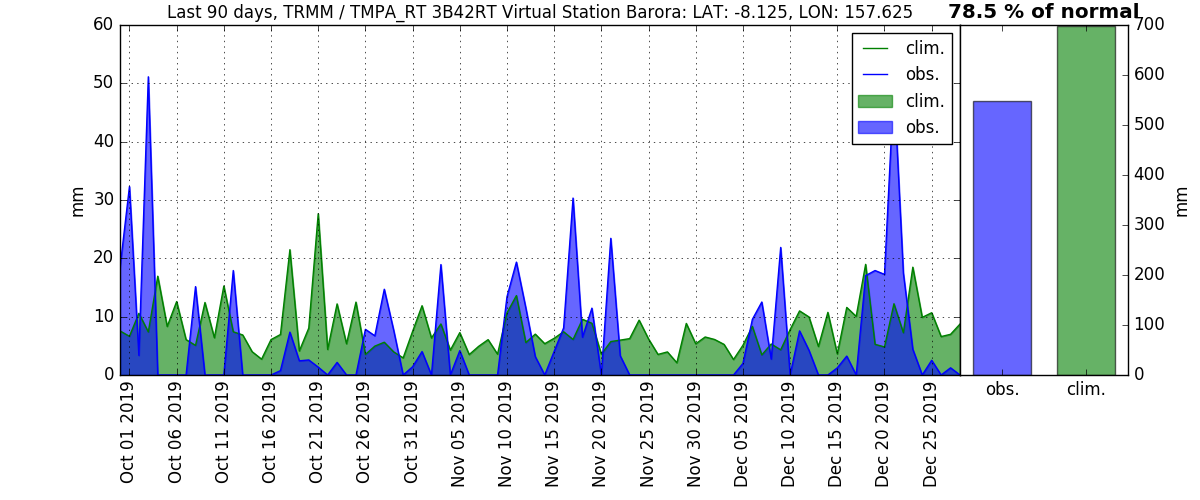 Last 90 days, TRMM / TMPA_RT 3B42RT Virtual Station Barora: LAT: -8.125, LON: 157.625
78.5 % of normal
clim.
obs.
clim.
obs.
mm
60
50
40
30
20
10
0
Oct 01 2019
Oct 06 2019
Oct 11 2019
Oct 16 2019
Oct 21 2019
Oct 26 2019
Oct 31 2019
Nov 05 2019
Nov 10 2019
Nov 15 2019
Nov 20 2019
Nov 25 2019
Nov 30 2019
Dec 05 2019
Dec 10 2019
Dec 15 2019
Dec 20 2019
Dec 25 2019
700
600
500
400
300
200
100
0
mm
obs.
clim.